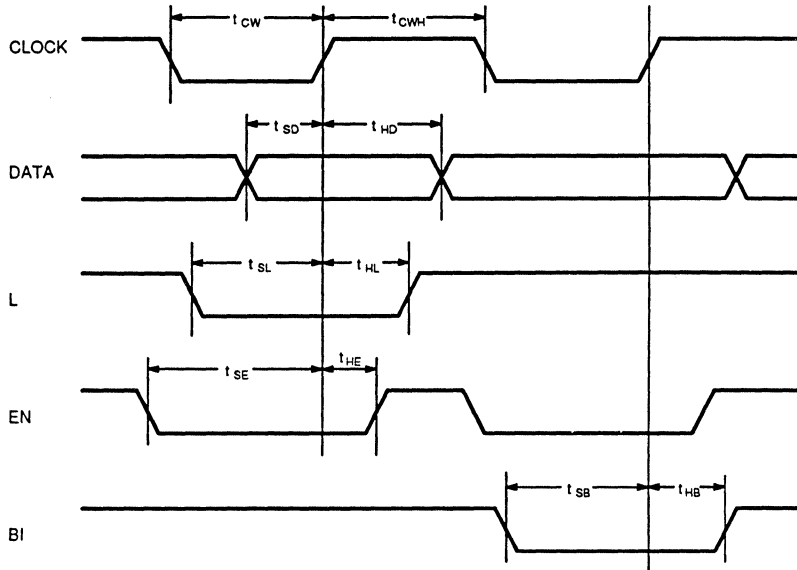 t CW t CWH
CLOCK
t SD t HD
DATA
t SL t HL
L
t SE t HE
EN
t SB t HB
BI